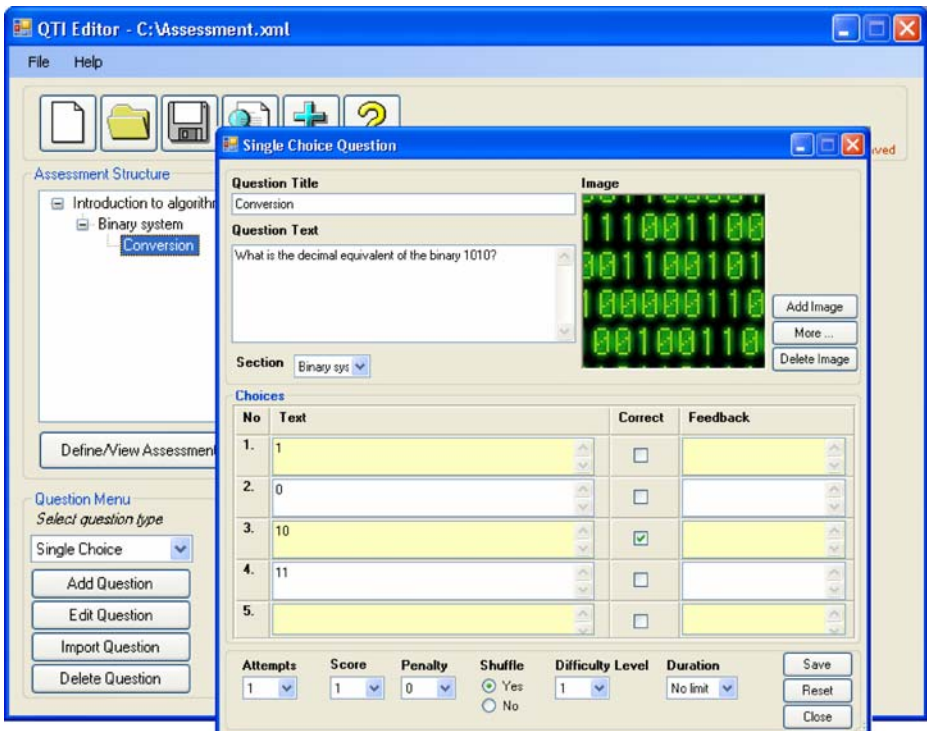 QTI Editor - C:\Assessment.xml
File Help
Assessment Structure
Introduction to
Binary system
Conversion
Define/View
Question Menu
Select question type
Single Choice
Add Question
Edit Question
Import Question
Delete Question
Single Choice Question
Question Title
Conversion
Question Text
What is the decimal equivalent of the binary 1010?
Section Binary sys
Image
111001100
001100101
100000110
00100110
Add Image
More ...
Delete Image
Choices
No Text Correct Feedback
1. 1
2. 0
3. 10
4. 11
5.
Attempts Score Penalty Shuffle Difficulty Level Duration
1 1 0 Yes 1 No limit
No
Save
Reset
Close